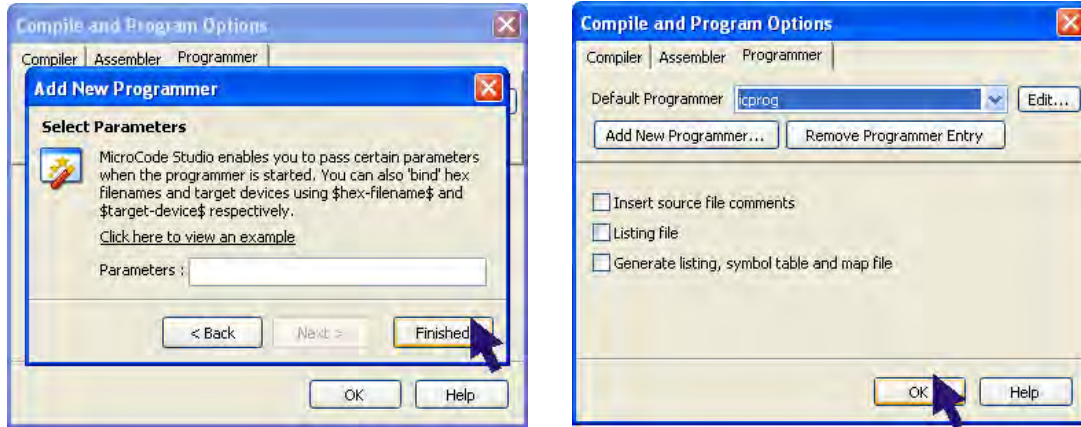 Compile and Program Options
Compiler Assembler Programmer
Add New Programmer
Select Parameters
MicroCode Studio enables you to pass certain parameters
when the programmer is started. You can also 'bind' hex
filenames and target devices using $hex-filename$ and
$target-device$ respectively.
Click here to view an example
Parameters :
< Back Next > Finished
OK Help
Compile and Program Options
Compiler Assembler Programmer
Default Programmer icprog Edit...
Add New Programmer... Remove Programmer Entry
Insert source file comments
Listing file
Generate listing, symbol table and map file
OK Help